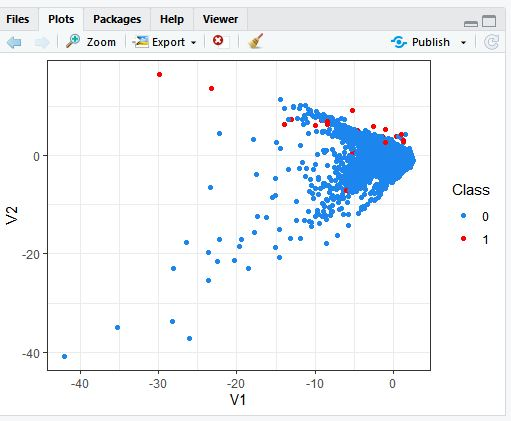 Files Plots Packages Help Viewer
Zoom Export Publish
0
-20
-40
V2
-40 -30 -20 -10 0
V1
Class
0
1